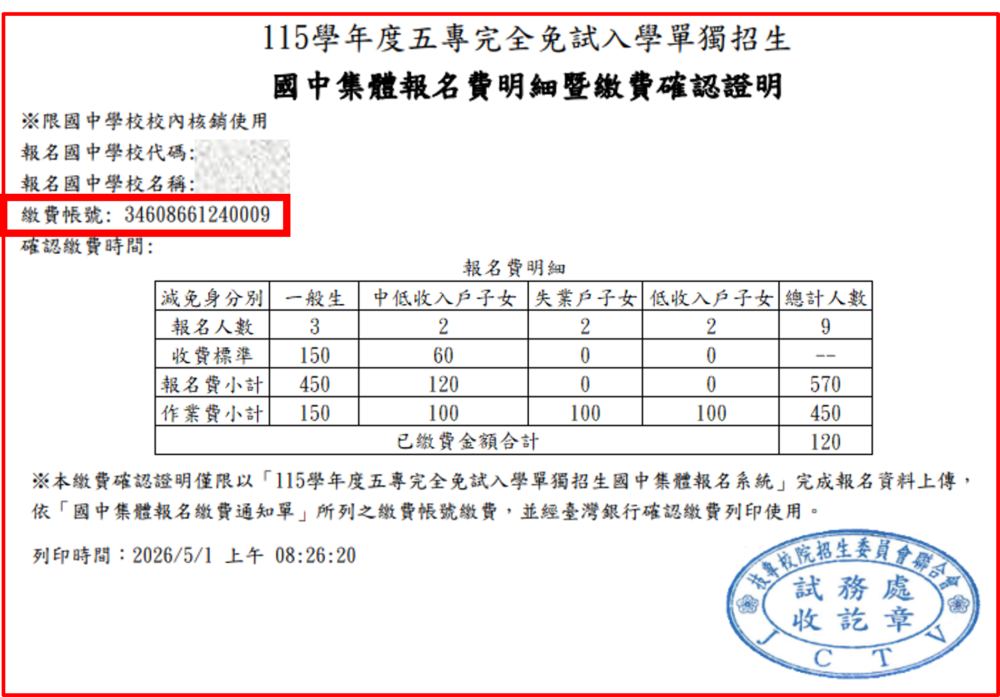 115學年度五專完全免試入學單獨招生
國中集體報名費明細暨繳費確認證明
※限國中學校校內核銷使用
報名國中學校代碼:
報名國中學校名稱:
繳費帳號: 34608661240009
確認繳費時間:
報名費明細
減免身分別 一般生 中低收入戶子女 失業戶子女 低收入戶子女 總計人數
報名人數 3 2 2 2 9
收費標準 150 60 0 0 --
報名費小計 450 120 0 0 570
作業費小計 150 100 100 100 450
已繳費金額合計 120
※本繳費確認證明僅限以「115學年度五專完全免試入學單獨招生國中集體報名系統」完成報名資料上傳，
依「國中集體報名繳費通知單」所列之繳費帳號繳費，並經臺灣銀行確認繳費列印使用。
列印時間：2026/5/1 上午 08:26:20
技專校院招生委員會聯合會
試務處
收訖章
JCTV